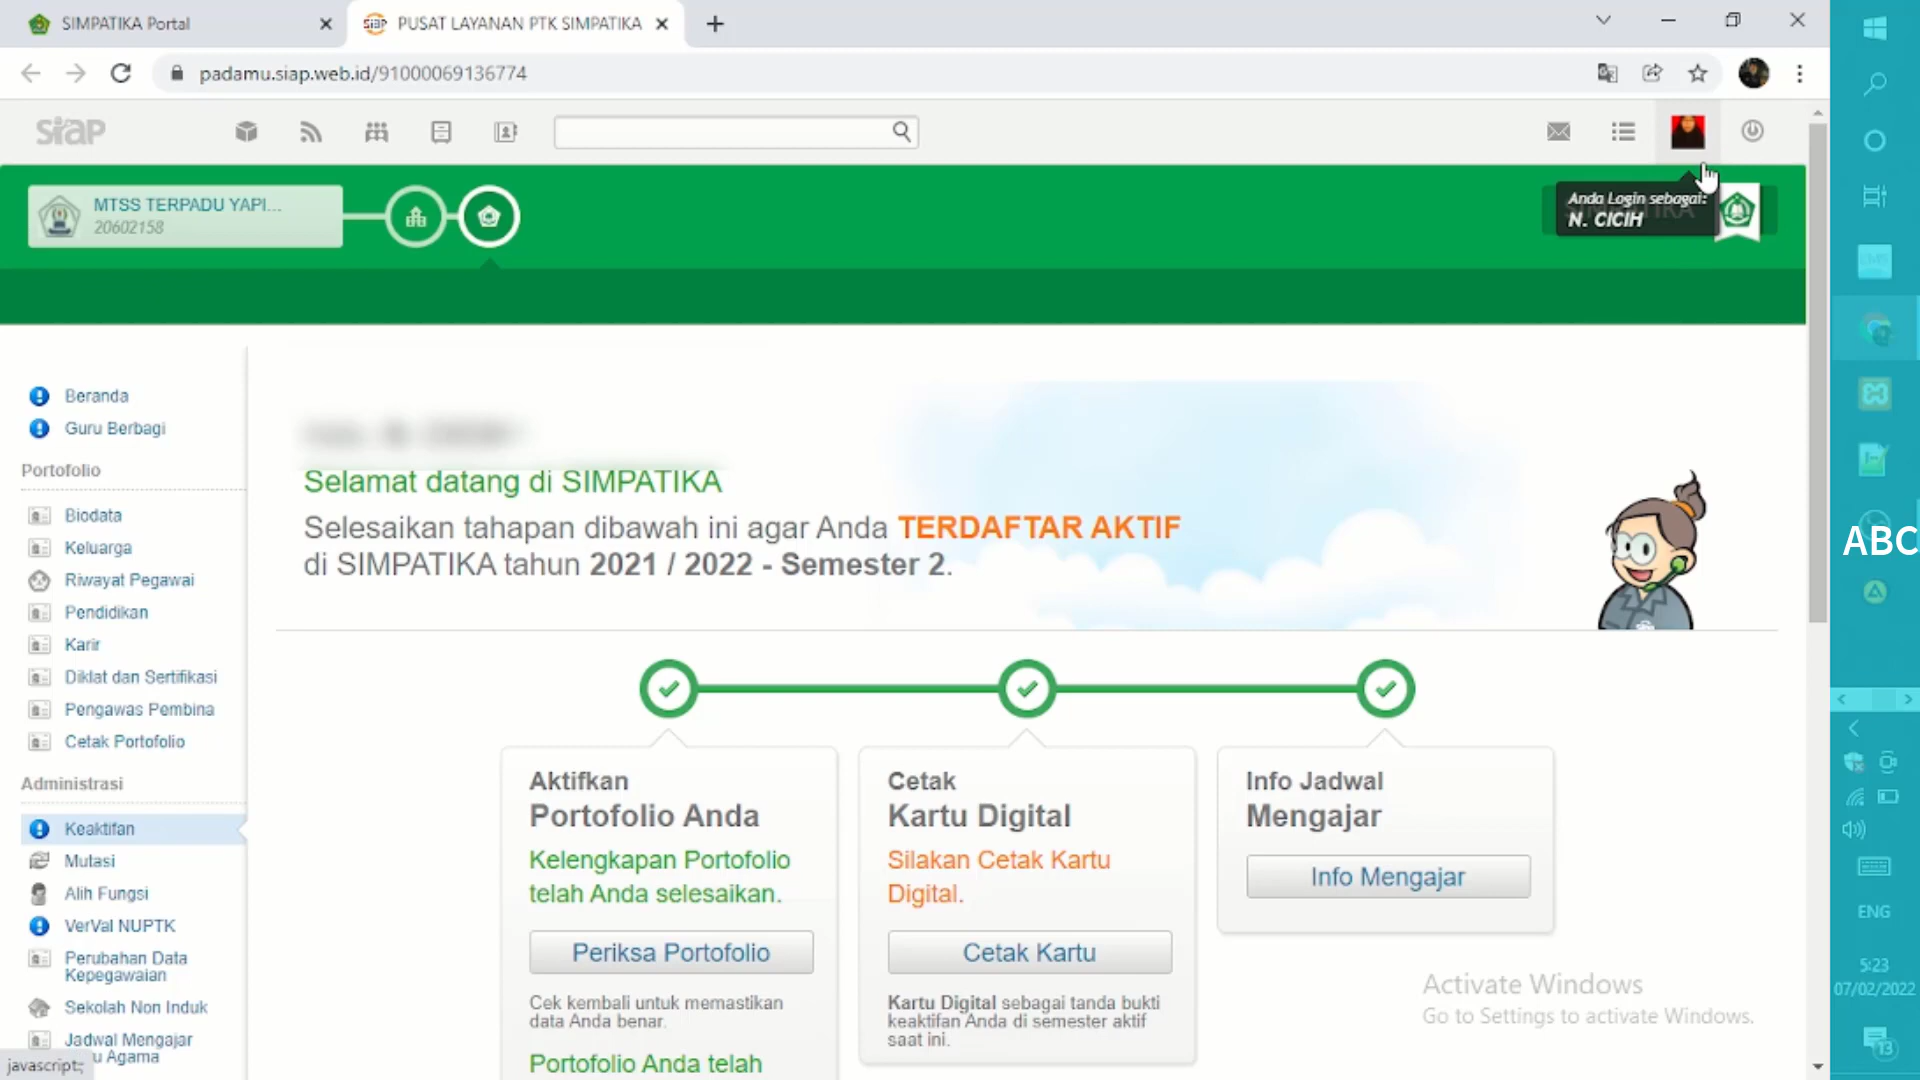 SIMPATIKA Portal
PUSAT LAYANAN PTK SIMPATIKA
padamu.siap.web.id/91000069136774
siap
MTSS TERPADU YAPI...
20602158
Anda Login sebagai:
N. CICIH
Beranda
Guru Berbagi
Portofolio
Biodata
Keluarga
Riwayat Pegawai
Pendidikan
Karir
Diklat dan Sertifikasi
Pengawas Pembina
Cetak Portofolio
Administrasi
Keaktifan
Mutasi
Alih Fungsi
VerVal NUPTK
Perubahan Data
Kepegawaian
Sekolah Non Induk
Jadwal Mengajar
u Agama
javascript:;
Selamat datang di SIMPATIKA
Selesaikan tahapan dibawah ini agar Anda TERDAFTAR AKTIF
di SIMPATIKA tahun 2021 / 2022 - Semester 2.
Aktifkan
Portofolio Anda
Kelengkapan Portofolio
telah Anda selesaikan.
Periksa Portofolio
Cek kembali untuk memastikan
data Anda benar.
Portofolio Anda telah
Cetak
Kartu Digital
Silakan Cetak Kartu
Digital.
Cetak Kartu
Kartu Digital sebagai tanda bukti
keaktifan Anda di semester aktif
saat ini.
Info Jadwal
Mengajar
Info Mengajar
Activate Windows
Go to Settings to activate Windows.
ABC
ENG
5:23
07/02/2022
13